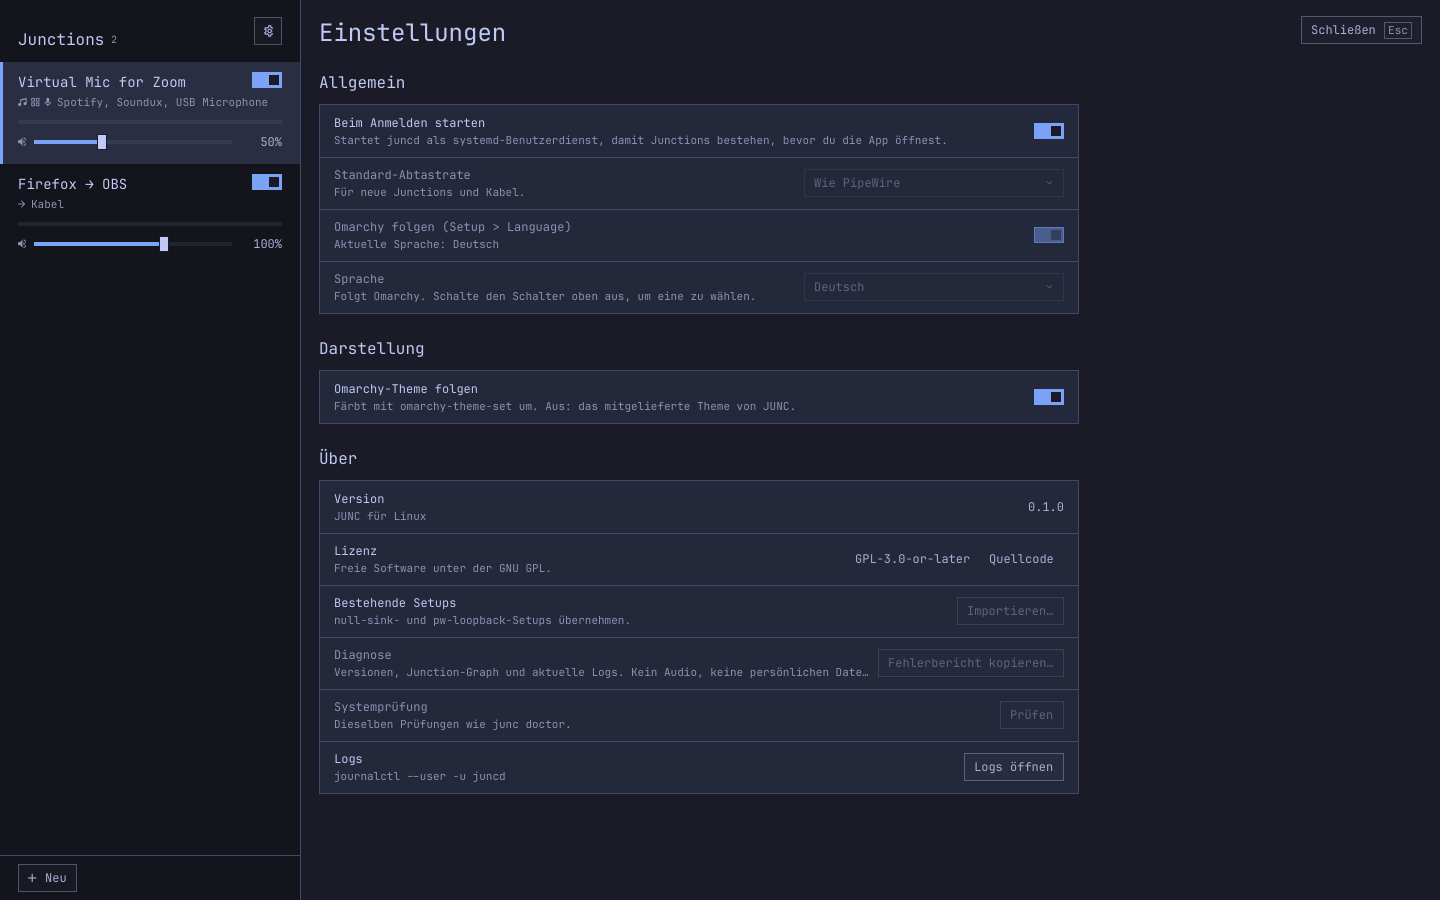 Junctions 2
Virtual Mic for Zoom
Spotify, Soundux, USB Microphone
50%
Firefox → OBS
→ Kabel
100%
+ Neu
Einstellungen
Schließen Esc
Allgemein
Beim Anmelden starten
Startet juncd als systemd-Benutzerdienst, damit Junctions bestehen, bevor du die App öffnest.
Standard-Abtastrate
Für neue Junctions und Kabel.
Wie PipeWire
Omarchy folgen (Setup > Language)
Aktuelle Sprache: Deutsch
Sprache
Folgt Omarchy. Schalte den Schalter oben aus, um eine zu wählen.
Deutsch
Darstellung
Omarchy-Theme folgen
Färbt mit omarchy-theme-set um. Aus: das mitgelieferte Theme von JUNC.
Über
Version
JUNC für Linux
0.1.0
Lizenz
Freie Software unter der GNU GPL.
GPL-3.0-or-later Quellcode
Bestehende Setups
null-sink- und pw-loopback-Setups übernehmen.
Importieren…
Diagnose
Versionen, Junction-Graph und aktuelle Logs. Kein Audio, keine persönlichen Date…
Fehlerbericht kopieren…
Systemprüfung
Dieselben Prüfungen wie junc doctor.
Prüfen
Logs
journalctl --user -u juncd
Logs öffnen